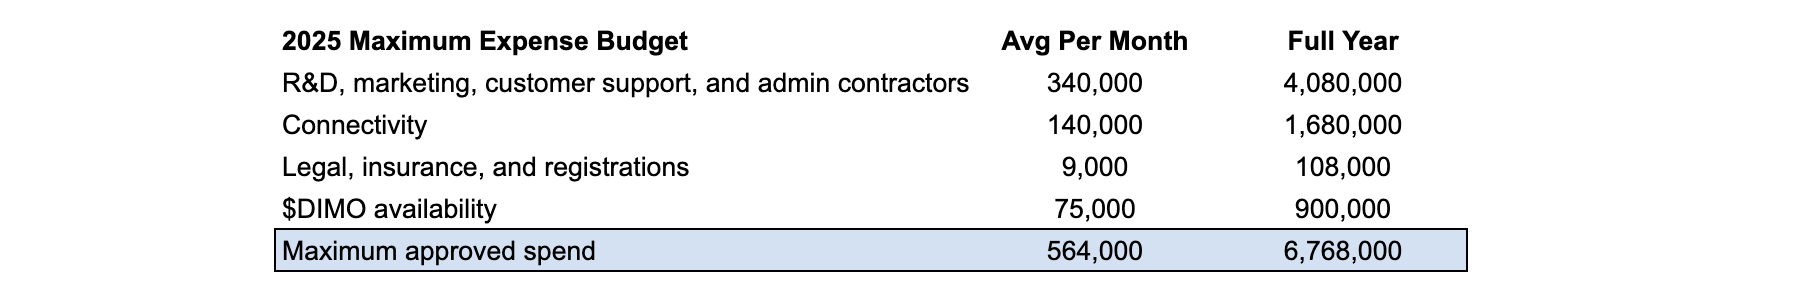 2025 Maximum Expense Budget Avg Per Month Full Year
R&D, marketing, customer support, and admin contractors 340,000 4,080,000
Connectivity 140,000 1,680,000
Legal, insurance, and registrations 9,000 108,000
$DIMO availability 75,000 900,000
Maximum approved spend 564,000 6,768,000